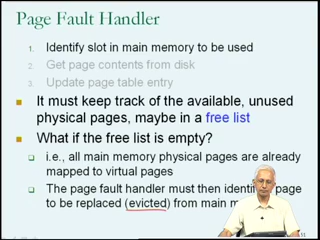 Page Fault Handler
1. Identify slot in main memory to be used
2. Get page contents from disk
3. Update page table entry
It must keep track of the available, unused
physical pages, maybe in a free list
What if the free list is empty?
i.e., all main memory physical pages are already
mapped to virtual pages
The page fault handler must then identi page
to be replaced (evicted) from main m